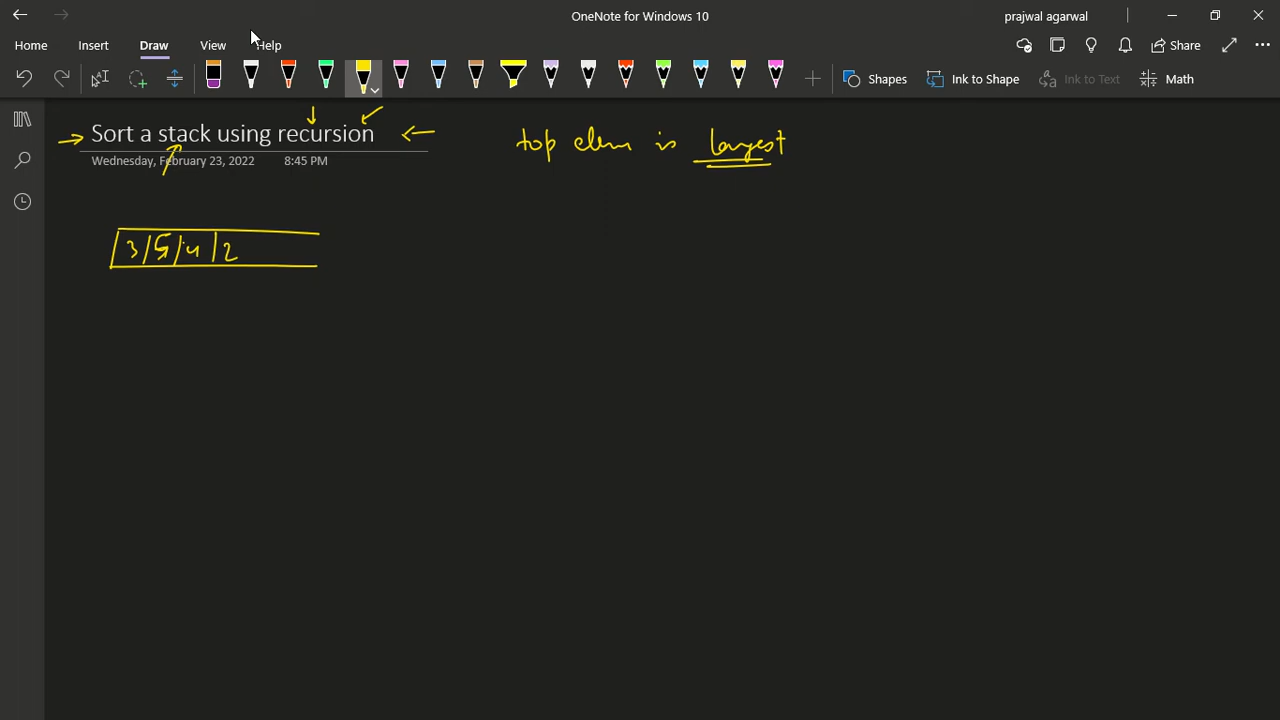 OneNote for Windows 10
prajwal agarwal
Home Insert Draw View Help
Share
Shapes Ink to Shape Ink to Text Math
Sort a stack using recursion
top elem is largest
Wednesday, February 23, 2022 8:45 PM
3 | 5 | 4 | 2